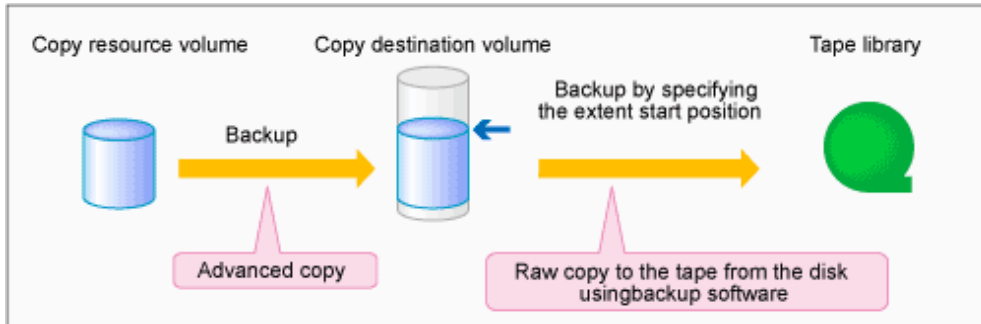 Copy resource volume
Copy destination volume
Tape library
Backup
Backup by specifying
the extent start position
Advanced copy
Raw copy to the tape from the disk
usingbackup software